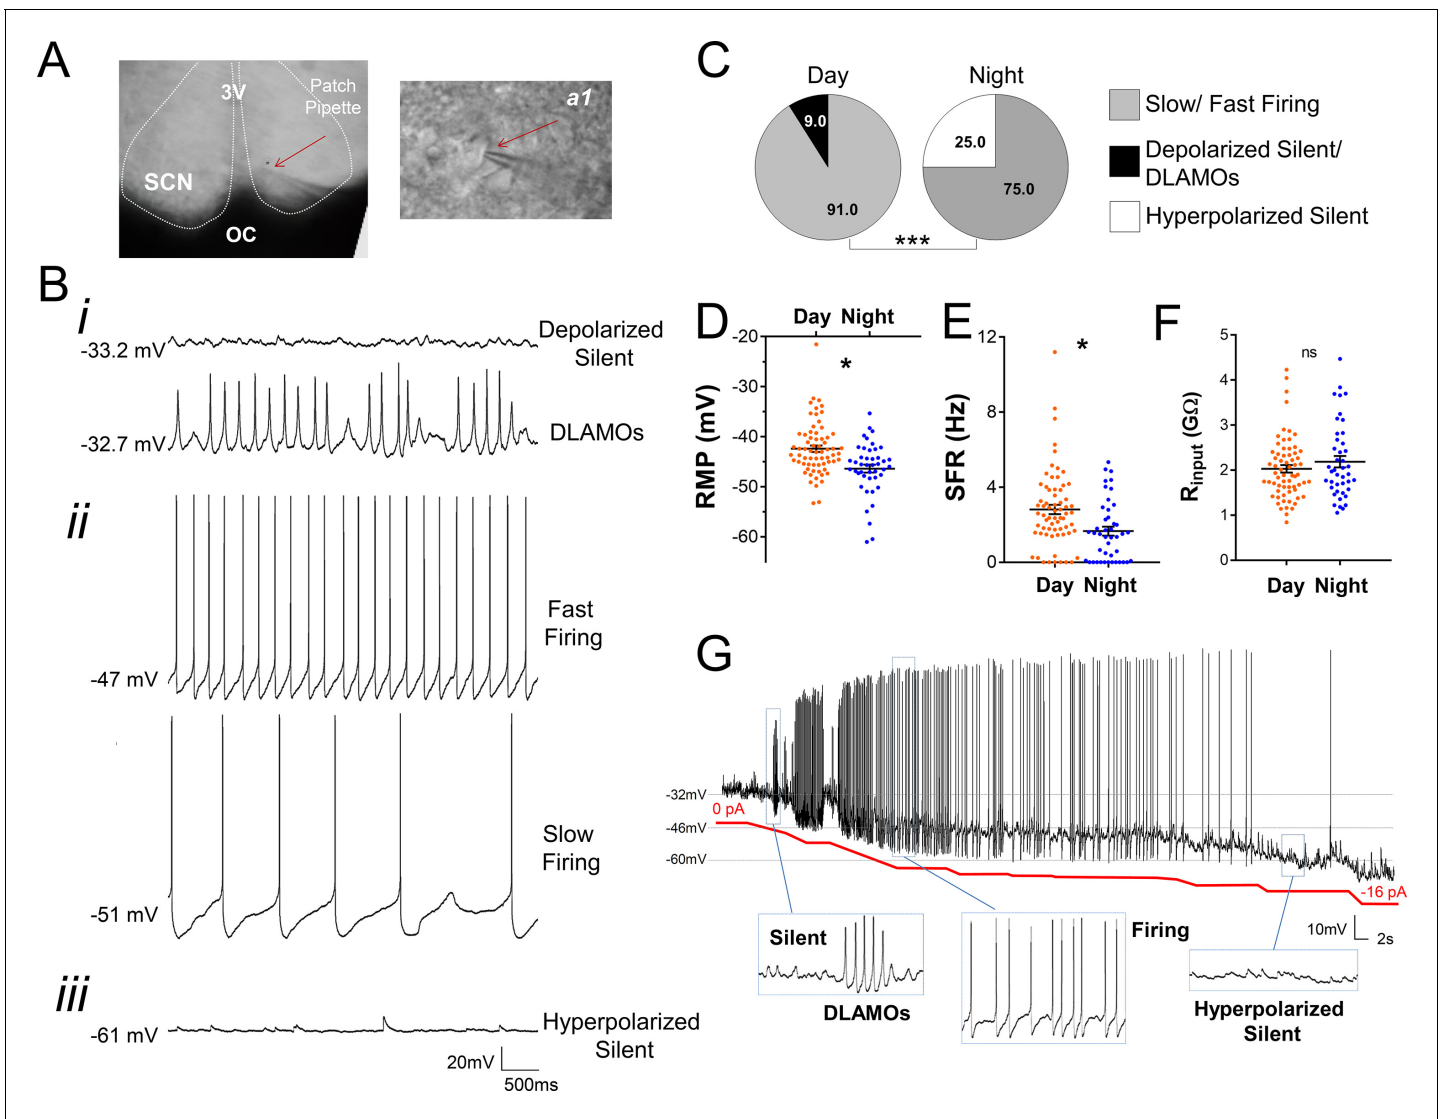 A
3V
Patch
Pipette
SCN
OC
a1
B
i
-33.2 mV
Depolarized
Silent
-32.7 mV
DLAMOs
ii
-47 mV
Fast
Firing
-51 mV
Slow
Firing
iii
-61 mV
Hyperpolarized
Silent
20mV
500ms
C
Day
Night
9.0
91.0
25.0
75.0
***
Slow/ Fast Firing
Depolarized Silent/
DLAMOs
Hyperpolarized Silent
D
Day Night
-20
-30
-40
-50
-60
RMP (mV)
*
E
12
8
4
0
SFR (Hz)
*
Day Night
F
5
4
3
2
1
0
Rinput (GΩ)
ns
Day Night
G
-32mV
0 pA
-46mV
-60mV
-16 pA
10mV
2s
Silent
DLAMOs
Firing
Hyperpolarized
Silent